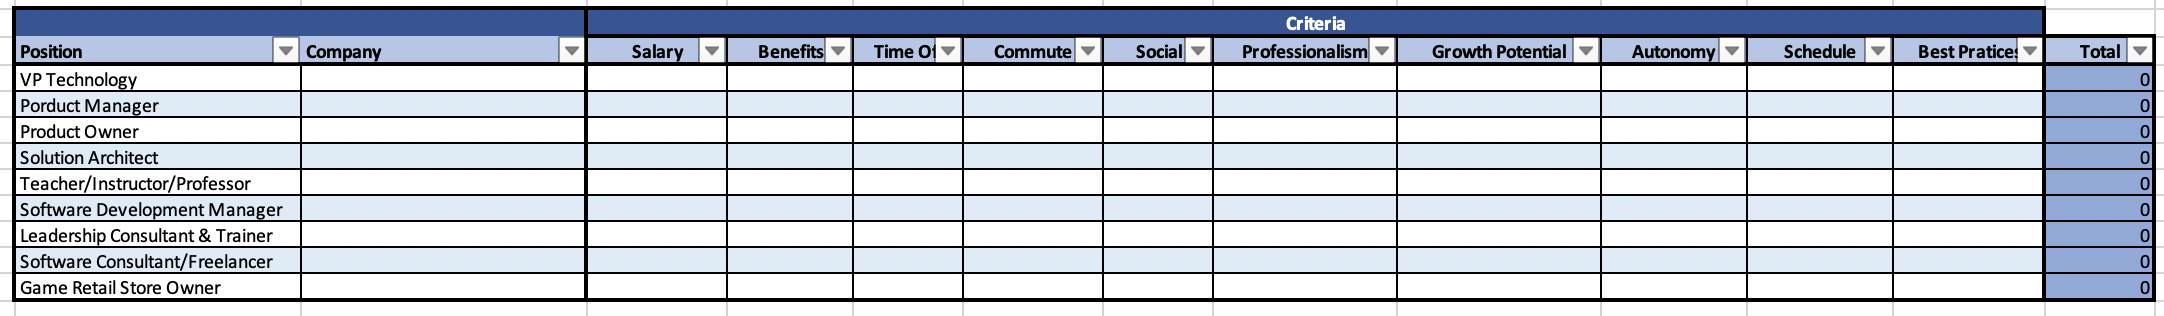 Criteria
Position Company Salary Benefits Time Of Commute Social Professionalism Growth Potential Autonomy Schedule Best Pratices Total
VP Technology 0
Porduct Manager 0
Product Owner 0
Solution Architect 0
Teacher/Instructor/Professor 0
Software Development Manager 0
Leadership Consultant & Trainer 0
Software Consultant/Freelancer 0
Game Retail Store Owner 0